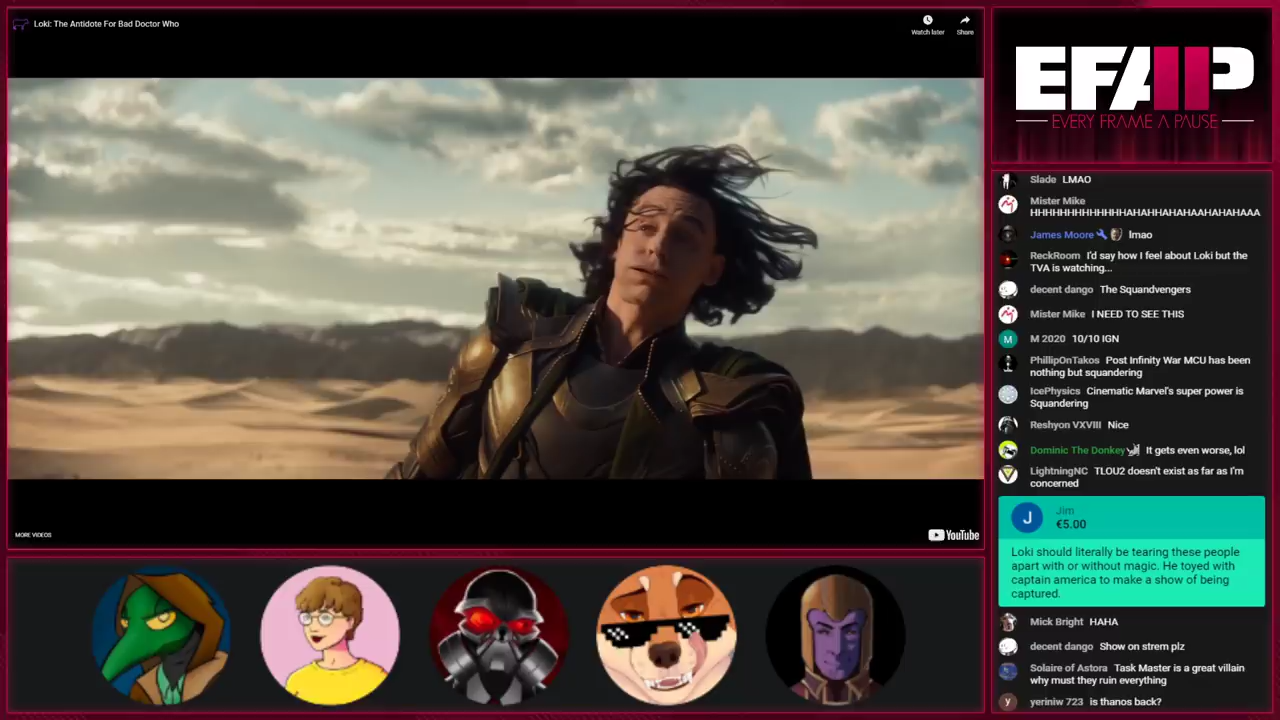 Loki: The Antidote For Bad Doctor Who
Watch later
Share
MORE VIDEOS
YouTube
EFAP
EVERY FRAME A PAUSE
Slade LMAO
Mister Mike
HHHHHHHHHHHHHAHAHHAHAHAAHAHAHAAA
James Moore lmao
ReckRoom I'd say how I feel about Loki but the
TVA is watching...
decent dango The Squandvengers
Mister Mike I NEED TO SEE THIS
M
M 2020 10/10 IGN
PhillipOnTakos Post Infinity War MCU has been
nothing but squandering
IcePhysics Cinematic Marvel's super power is
Squandering
Reshyon VXVIII Nice
Dominic The Donkey It gets even worse, lol
LightningNC TLOU2 doesn't exist as far as I'm
concerned
J
Jim
€5.00
Loki should literally be tearing these people
apart with or without magic. He toyed with
captain america to make a show of being
captured.
Mick Bright HAHA
decent dango Show on strem plz
Solaire of Astora Task Master is a great villain
why must they ruin everything
y
yeriniw 723 is thanos back?